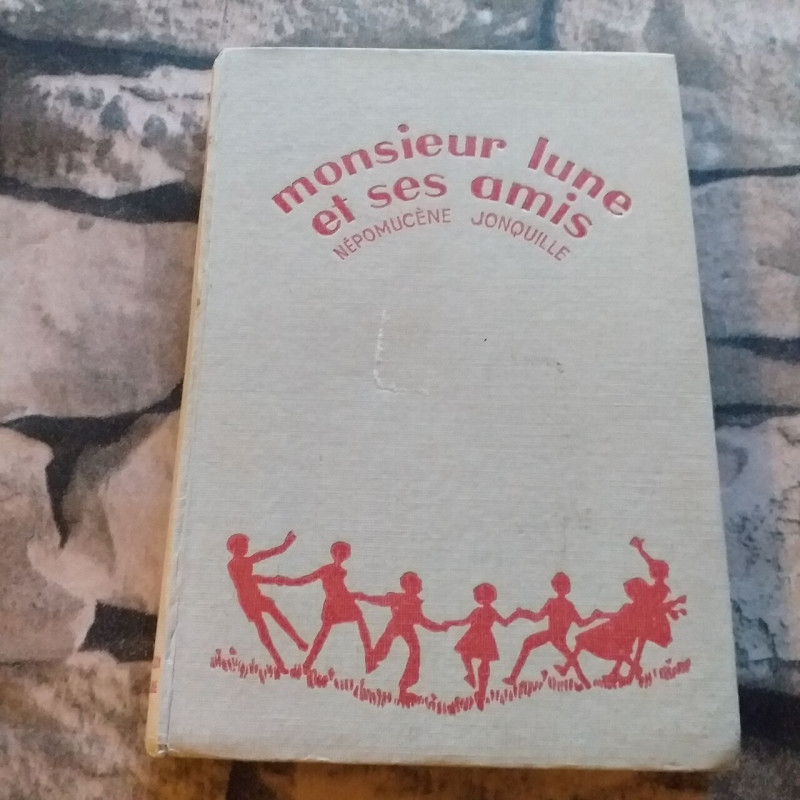 monsieur lune
et ses amis
NÉPOMUCÈNE JONQUILLE